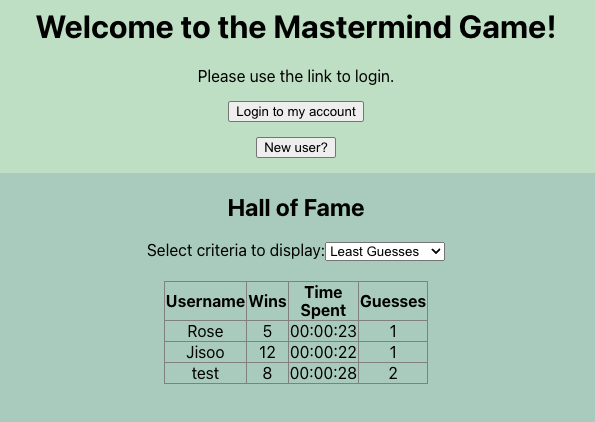 Welcome to the Mastermind Game!
Please use the link to login.
Login to my account
New user?
Hall of Fame
Select criteria to display: Least Guesses
Username Wins Time Spent Guesses
Rose 5 00:00:23 1
Jisoo 12 00:00:22 1
test 8 00:00:28 2